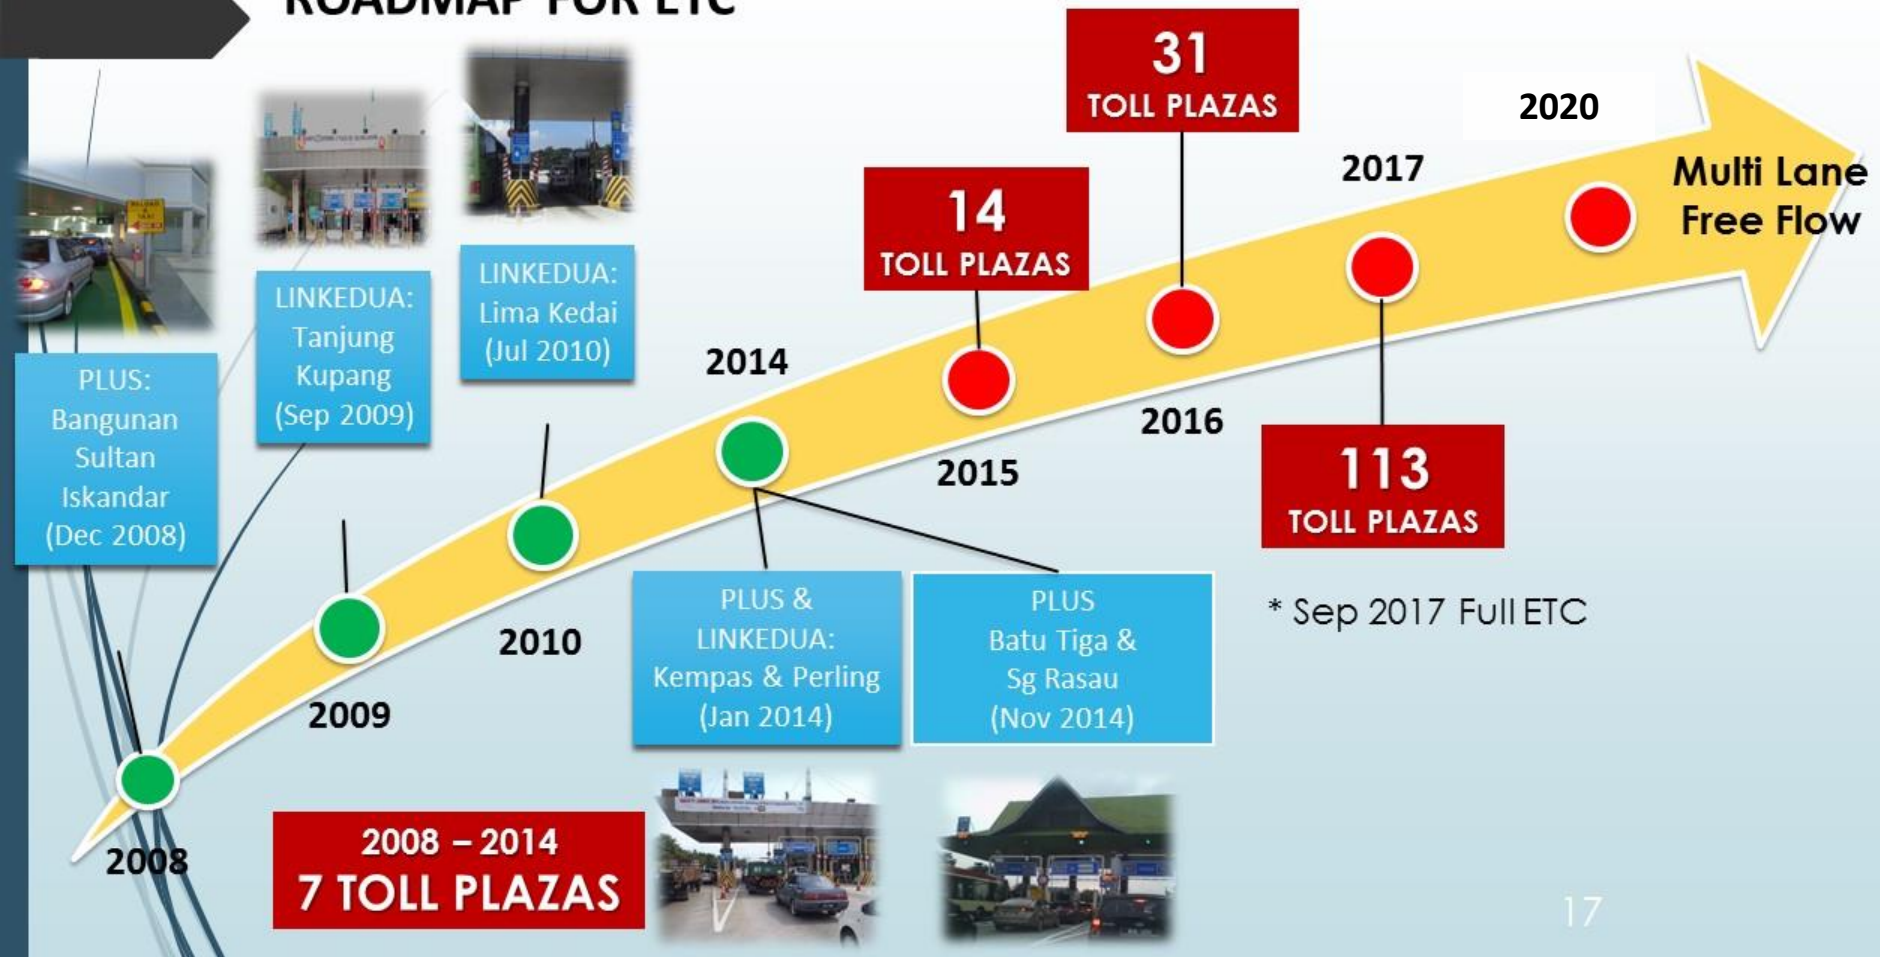 ROADMAP FOR ETC
PLUS:
Bangunan
Sultan
Iskandar
(Dec 2008)
LINKEDUA:
Tanjung
Kupang
(Sep 2009)
LINKEDUA:
Lima Kedai
(Jul 2010)
2014
14
TOLL PLAZAS
31
TOLL PLAZAS
2017
2020
Multi Lane
Free Flow
2008
2009
2010
2015
2016
113
TOLL PLAZAS
* Sep 2017 Full ETC
PLUS &
LINKEDUA:
Kempas & Perling
(Jan 2014)
PLUS
Batu Tiga &
Sg Rasau
(Nov 2014)
2008 – 2014
7 TOLL PLAZAS
17